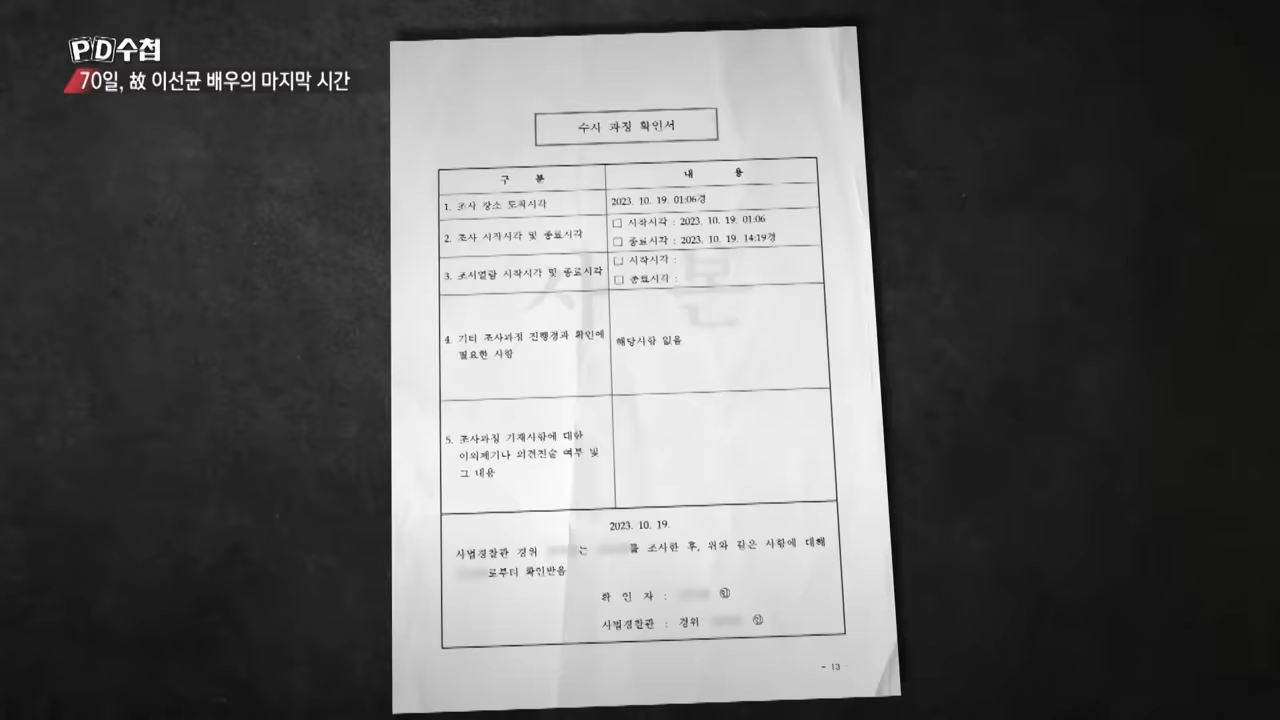 PD수첩
70일, 故 이선균 배우의 마지막 시간
수사 과정 확인서
구 분
내 용
1. 조사 장소 도착시각
2023. 10. 19. 01:06경
2. 조사 시작시각 및 종료시각
□ 시작시각 : 2023. 10. 19. 01:06
□ 종료시각 : 2023. 10. 19. 14:19경
3. 조서열람 시작시각 및 종료시각
□ 시작시각 :
□ 종료시각 :
4. 기타 조사과정 진행경과 확인에
필요한 사항
해당사항 없음
5. 조사과정 기재사항에 대한
이의제기나 의견진술 여부 및
그 내용
사 본
2023. 10. 19.
사법경찰관 경위 는 를 조사한 후, 위와 같은 사항에 대해
로부터 확인받음
확 인 자 : ㊞
사법경찰관 : 경위 ㊞
- 13